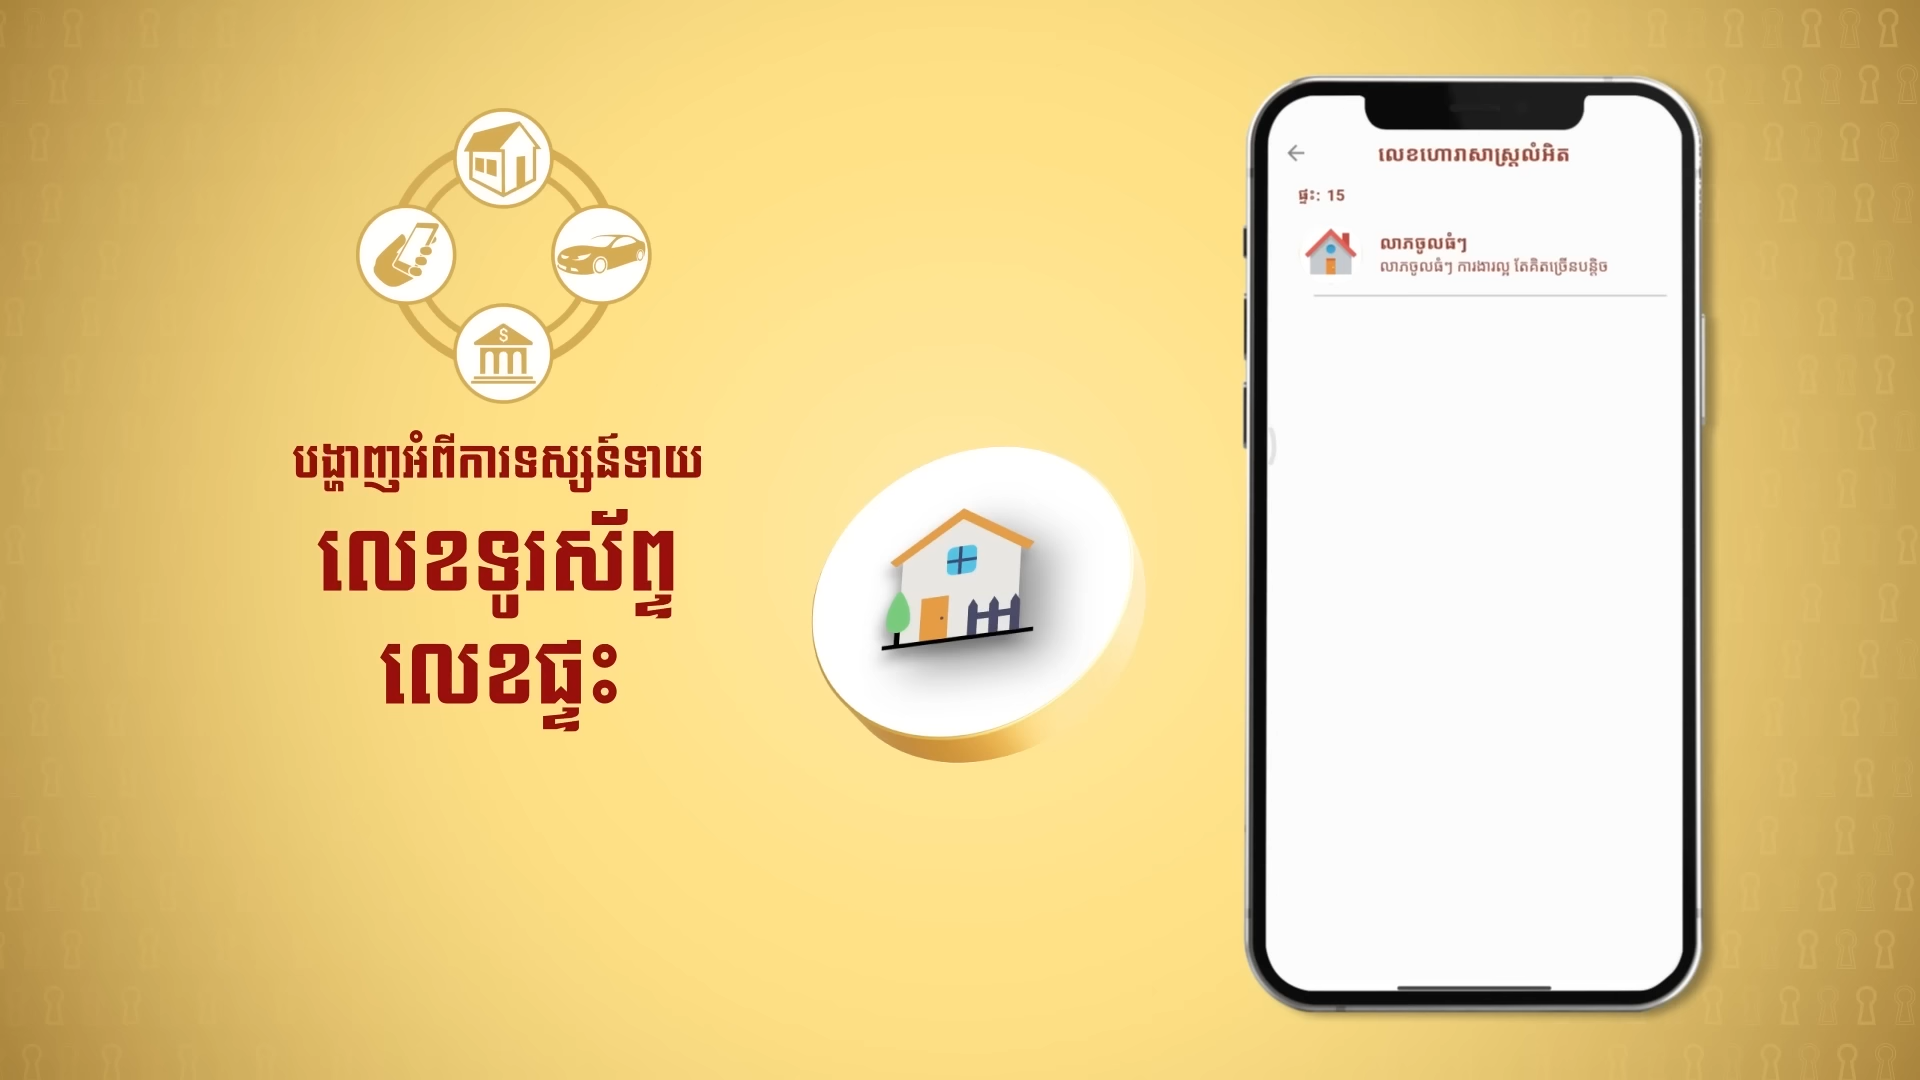 បង្ហាញអំពីការទស្សន៍ទាយ
លេខទូរស័ព្ទ
លេខផ្ទះ
$
លេខហោរាសាស្ត្រលំអិត
ផ្ទះ: 15
លាភចូលធំៗ
លាភចូលធំៗ ការងារល្អ តែគិតច្រើនបន្តិច